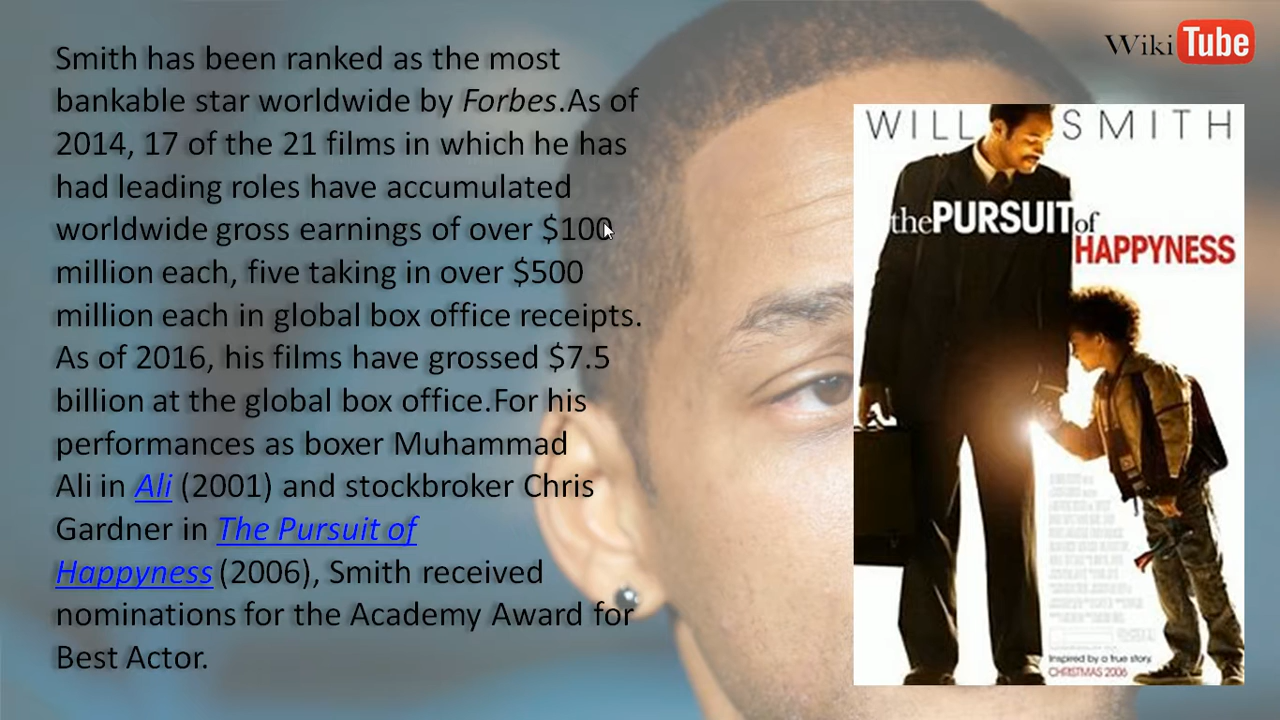 Smith has been ranked as the most
bankable star worldwide by Forbes.As of
2014, 17 of the 21 films in which he has
had leading roles have accumulated
worldwide gross earnings of over $100
million each, five taking in over $500
million each in global box office receipts.
As of 2016, his films have grossed $7.5
billion at the global box office.For his
performances as boxer Muhammad
Ali in Ali (2001) and stockbroker Chris
Gardner in The Pursuit of
Happyness (2006), Smith received
nominations for the Academy Award for
Best Actor.
Wiki Tube
WILL SMITH
the PURSUIT of
HAPPYNESS
Inspired by a true story.
CHRISTMAS 2006